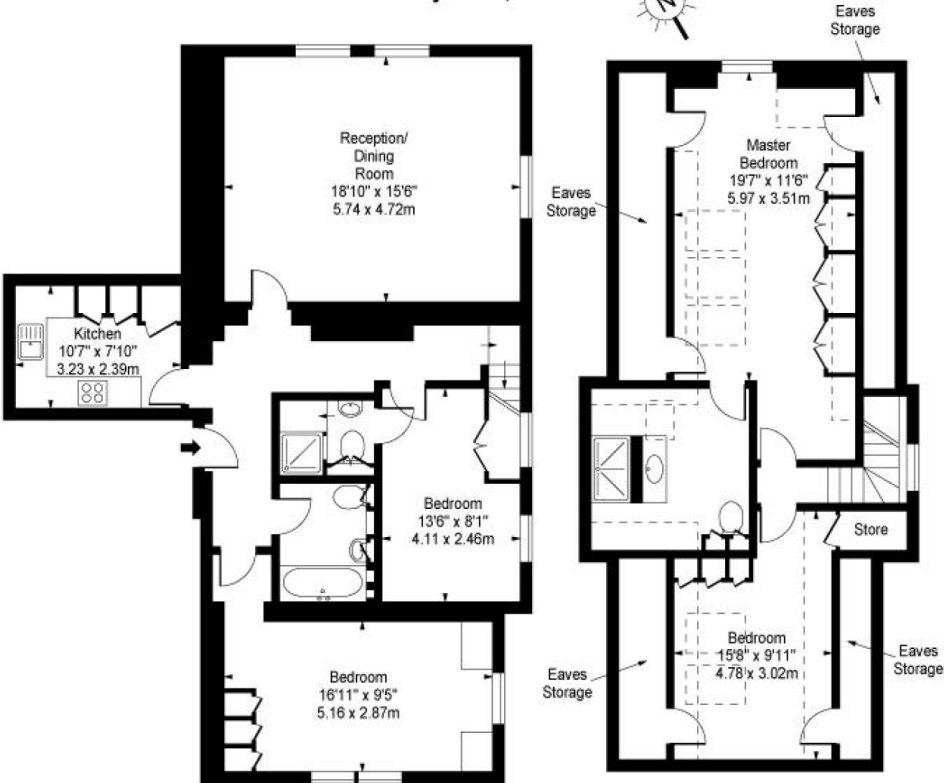 N
Eaves
Storage
Reception/
Dining
Room
18'10" x 15'6"
5.74 x 4.72m
Master
Bedroom
19'7" x 11'6"
5.97 x 3.51m
Eaves
Storage
Kitchen
10'7" x 7'10"
3.23 x 2.39m
Bedroom
13'6" x 8'1"
4.11 x 2.46m
Store
Bedroom
16'11" x 9'5"
5.16 x 2.87m
Bedroom
15'8" x 9'11"
4.78 x 3.02m
Eaves
Storage
Eaves
Storage